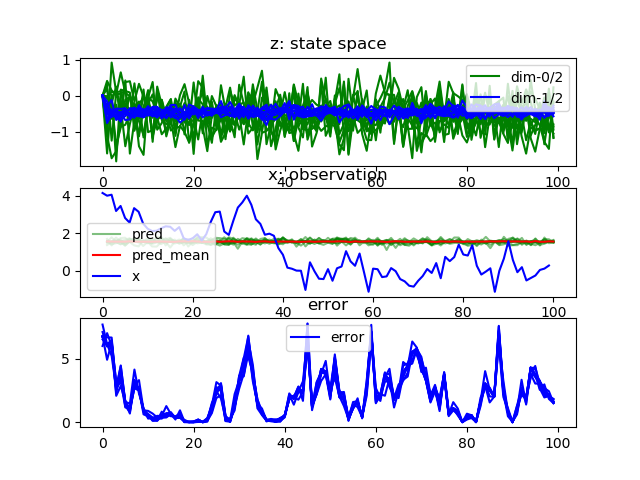 z: state space
1
0
−1
dim-0/2
dim-1/2
0 20 40 60 80 100
x: observation
4
2
0
pred
pred_mean
x
0 20 40 60 80 100
error
5
0
error
0 20 40 60 80 100